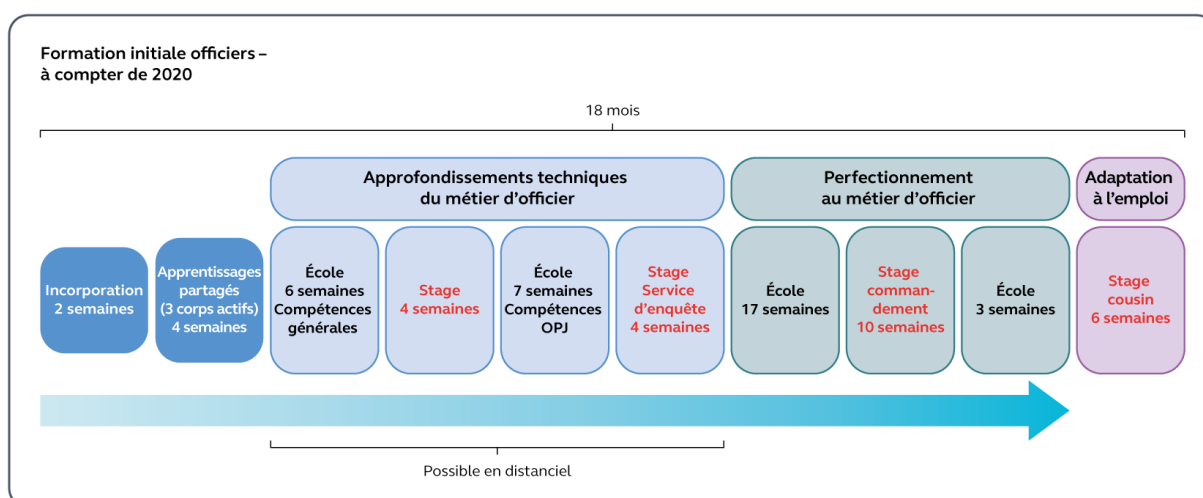 Formation initiale officiers –
à compter de 2020
18 mois
Approfondissements techniques
du métier d’officier
Perfectionnement
au métier d’officier
Adaptation
à l’emploi
Incorporation
2 semaines
Apprentissages
partagés
(3 corps actifs)
4 semaines
École
6 semaines
Compétences
générales
Stage
4 semaines
École
7 semaines
Compétences
OPJ
Stage
Service
d’enquête
4 semaines
École
17 semaines
Stage
comman-
dement
10 semaines
École
3 semaines
Stage
cousin
6 semaines
Possible en distanciel